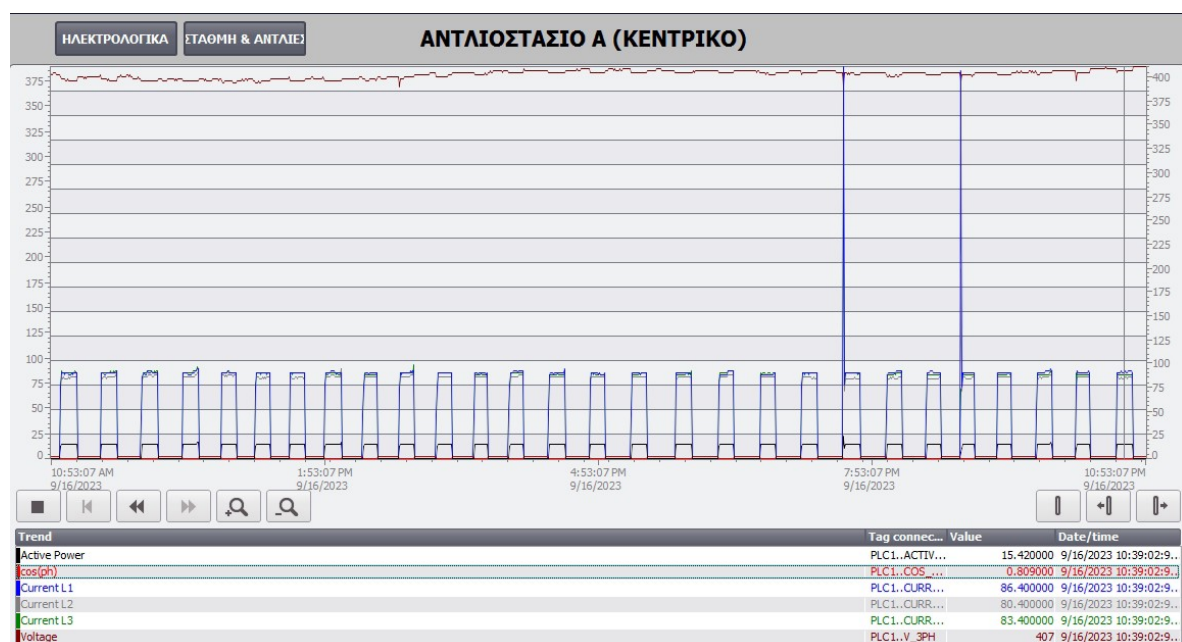 ΗΛΕΚΤΡΟΛΟΓΙΚΑ
ΣΤΑΘΜΗ & ΑΝΤΛΙΕΣ
ΑΝΤΛΙΟΣΤΑΣΙΟ Α (ΚΕΝΤΡΙΚΟ)
375
350
325
300
275
250
225
200
175
150
125
100
75
50
25
0
400
375
350
325
300
275
250
225
200
175
150
125
100
75
50
25
0
10:53:07 AM 1:53:07 PM 4:53:07 PM 7:53:07 PM 10:53:07 PM
9/16/2023 9/16/2023 9/16/2023 9/16/2023 9/16/2023
Trend Tag connec... Value Date/time
Active Power PLC1..ACTIV... 15.420000 9/16/2023 10:39:02:9..
cos(ph) PLC1..COS_... 0.809000 9/16/2023 10:39:02:9..
Current L1 PLC1..CURR... 86.400000 9/16/2023 10:39:02:9..
Current L2 PLC1..CURR... 80.400000 9/16/2023 10:39:02:9..
Current L3 PLC1..CURR... 83.400000 9/16/2023 10:39:02:9..
Voltage PLC1..V_3PH 407 9/16/2023 10:39:02:9..